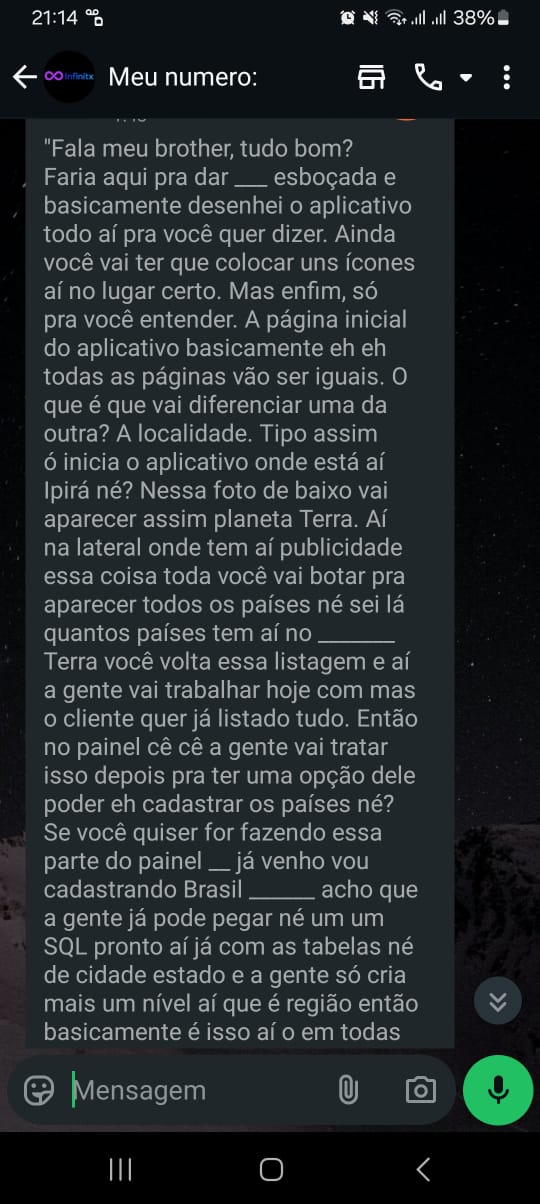 21:14
38%
infinitx
Meu numero:
"Fala meu brother, tudo bom?
Faria aqui pra dar ___ esboçada e
basicamente desenhei o aplicativo
todo aí pra você quer dizer. Ainda
você vai ter que colocar uns ícones
aí no lugar certo. Mas enfim, só
pra você entender. A página inicial
do aplicativo basicamente eh eh
todas as páginas vão ser iguais. O
que é que vai diferenciar uma da
outra? A localidade. Tipo assim
ó inicia o aplicativo onde está aí
Ipirá né? Nessa foto de baixo vai
aparecer assim planeta Terra. Aí
na lateral onde tem aí publicidade
essa coisa toda você vai botar pra
aparecer todos os países né sei lá
quantos países tem aí no _______
Terra você volta essa listagem e aí
a gente vai trabalhar hoje com mas
o cliente quer já listado tudo. Então
no painel cê cê a gente vai tratar
isso depois pra ter uma opção dele
poder eh cadastrar os países né?
Se você quiser for fazendo essa
parte do painel __ já venho vou
cadastrando Brasil ______ acho que
a gente já pode pegar né um um
SQL pronto aí já com as tabelas né
de cidade estado e a gente só cria
mais um nível aí que é região então
basicamente é isso aí o em todas
Mensagem